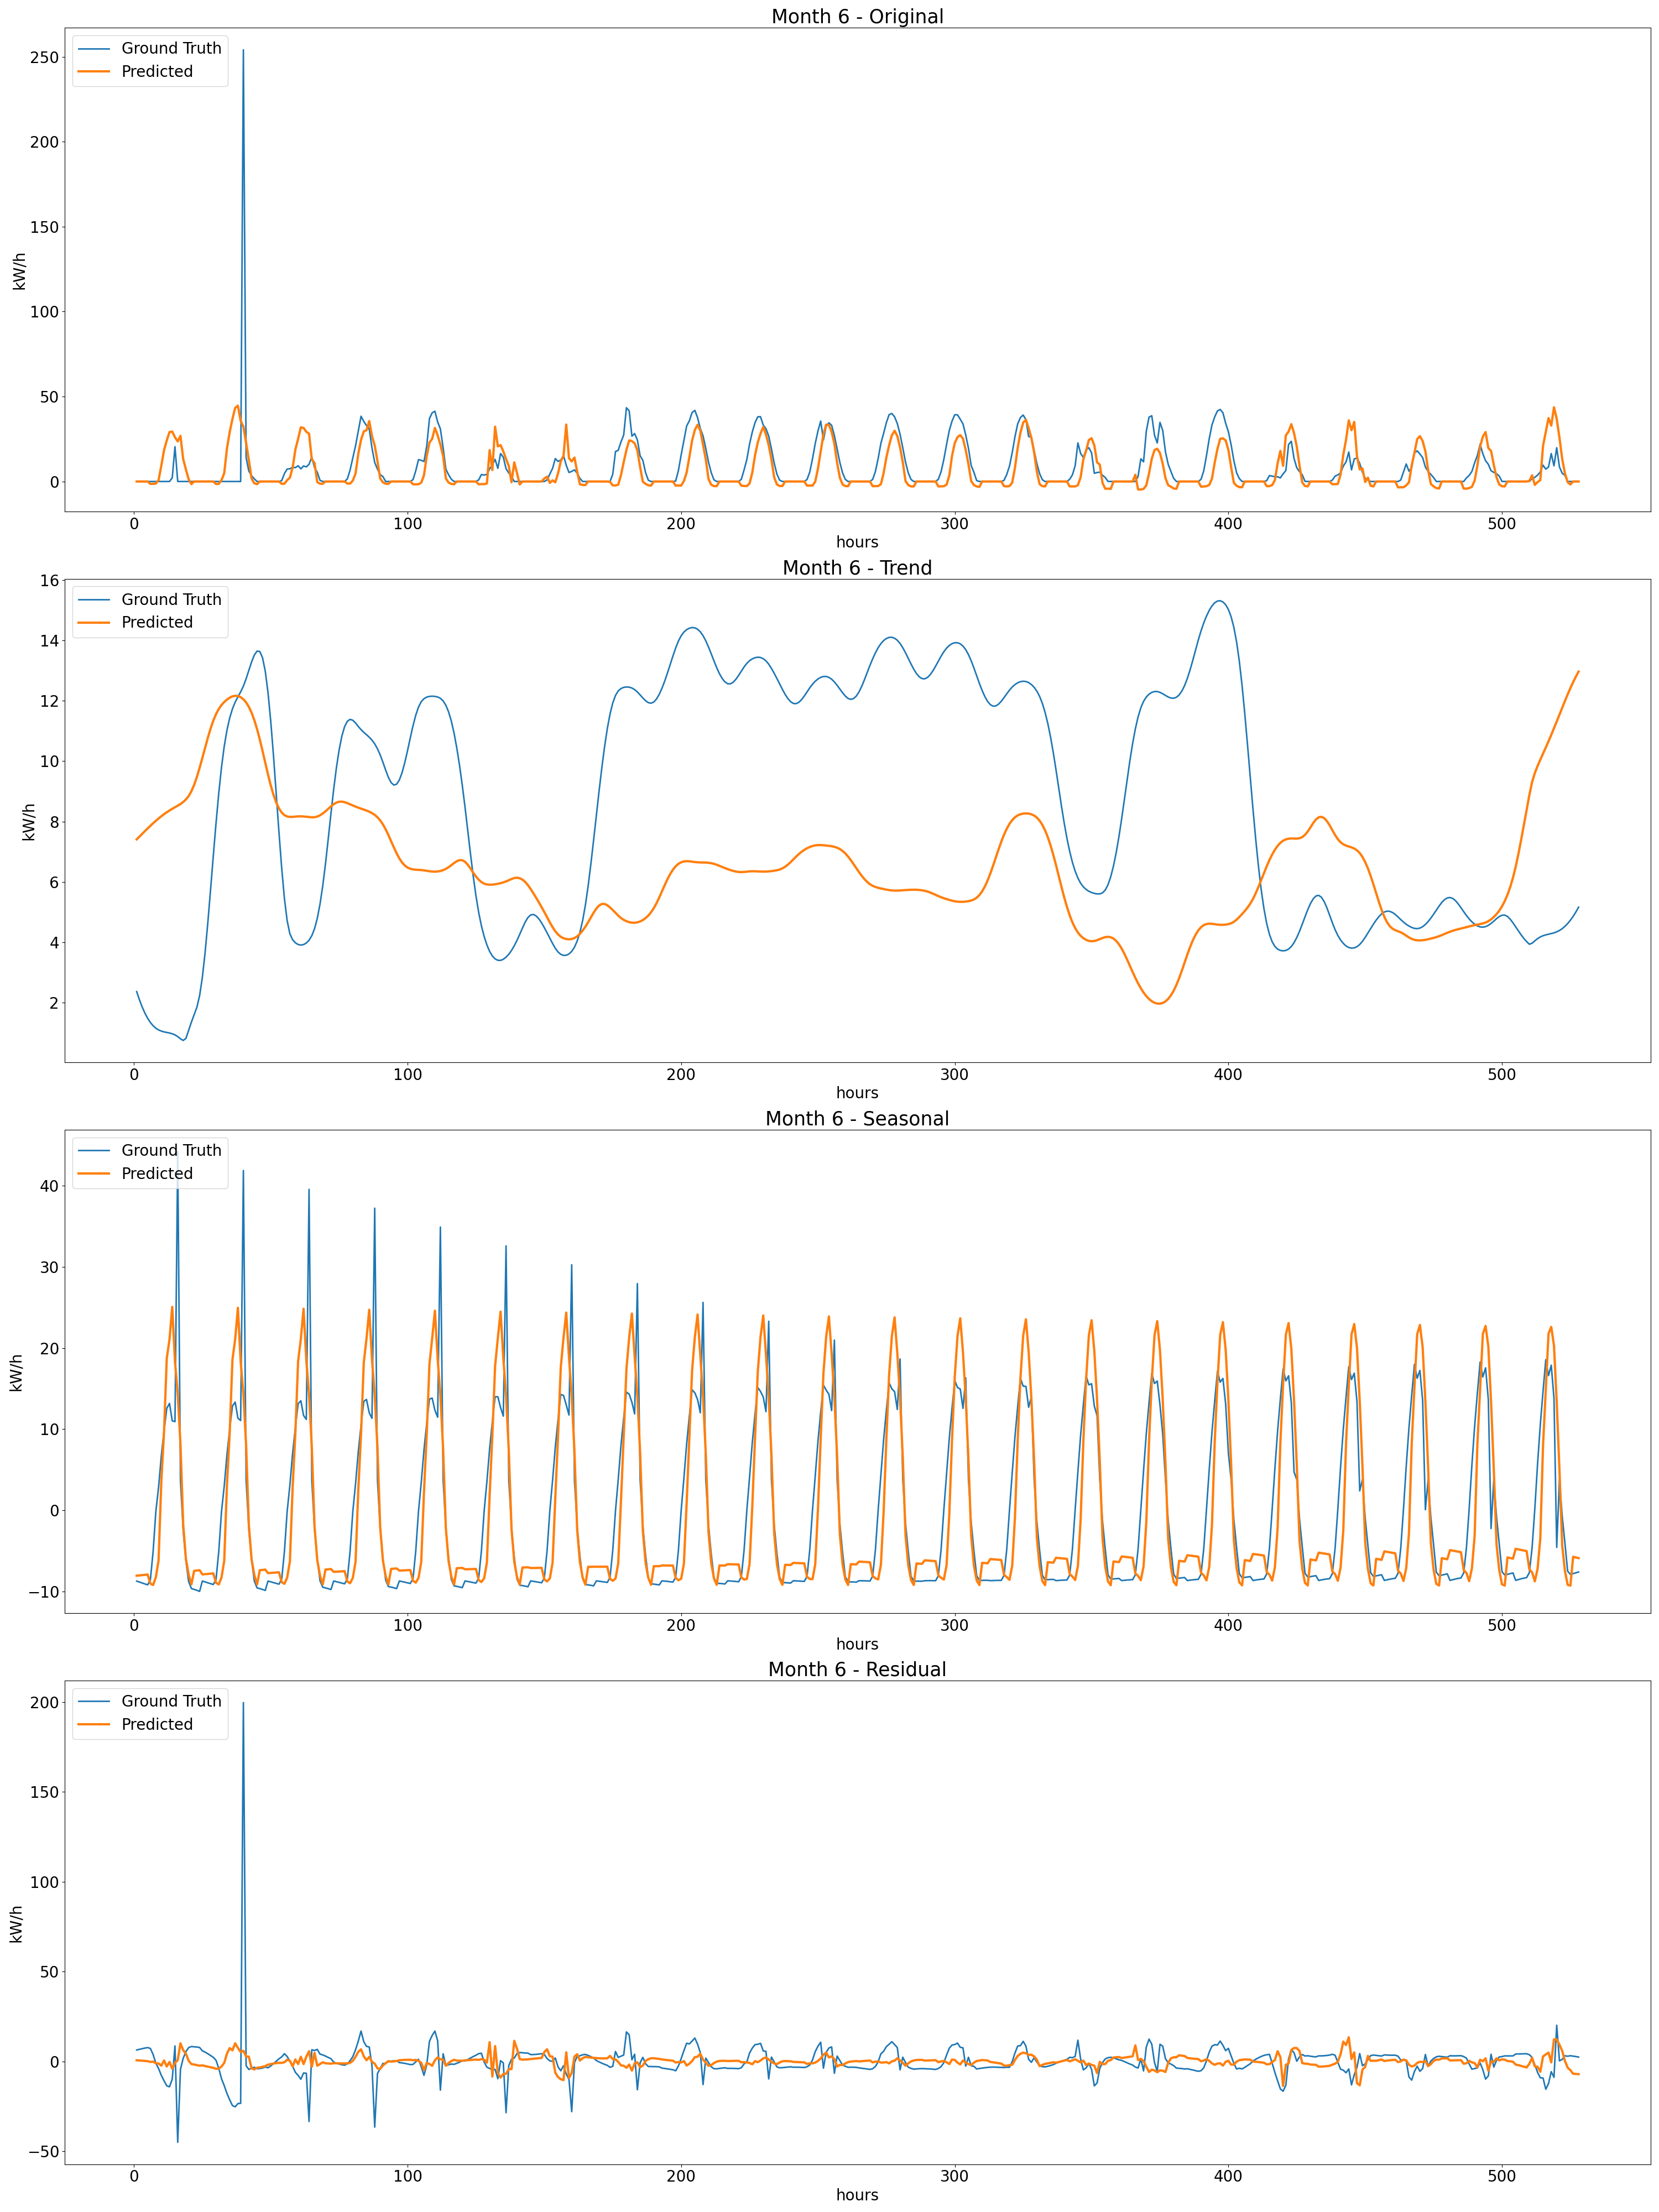 Month 6 - Original
Ground Truth
Predicted
250
200
150
100
50
0
kW/h
0 100 200 300 400 500
hours
Month 6 - Trend
Ground Truth
Predicted
16
14
12
10
8
6
4
2
kW/h
0 100 200 300 400 500
hours
Month 6 - Seasonal
Ground Truth
Predicted
40
30
20
10
0
−10
kW/h
0 100 200 300 400 500
hours
Month 6 - Residual
Ground Truth
Predicted
200
150
100
50
0
−50
kW/h
0 100 200 300 400 500
hours